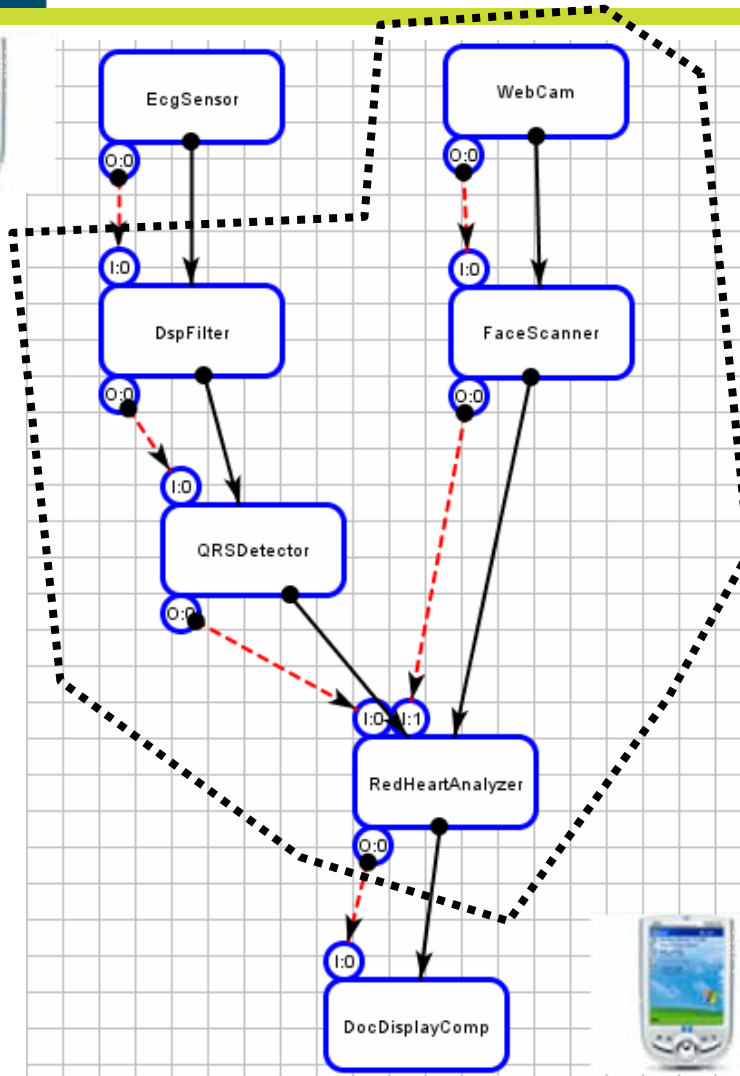 EcgSensor
WebCam
O:0
O:0
I:0
I:0
DspFilter
FaceScanner
O:0
O:0
I:0
QRSDetector
O:0
I:0
I:1
RedHeartAnalyzer
O:0
I:0
DocDisplayComp